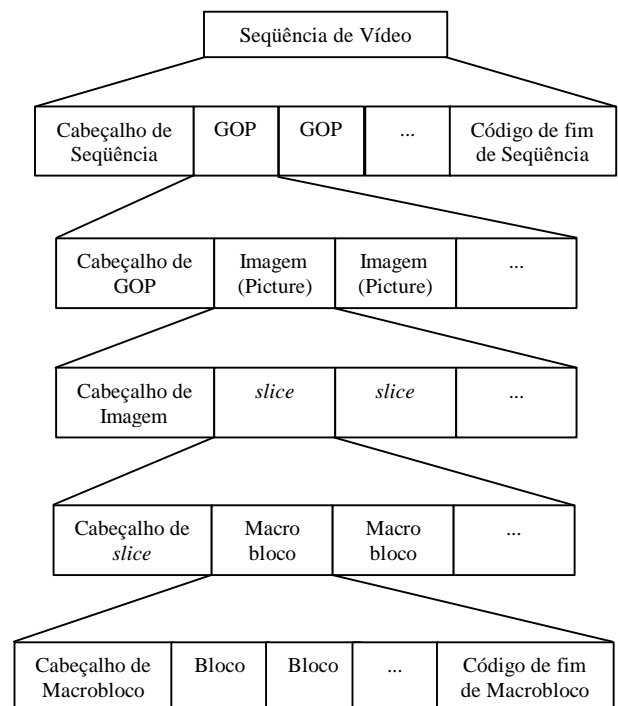 Seqüência de Vídeo
Cabeçalho de
Seqüência
GOP
GOP
...
Código de fim
de Seqüência
Cabeçalho de
GOP
Imagem
(Picture)
Imagem
(Picture)
...
Cabeçalho de
Imagem
slice
slice
...
Cabeçalho de
slice
Macro
bloco
Macro
bloco
...
Cabeçalho de
Macrobloco
Bloco
Bloco
...
Código de fim
de Macrobloco